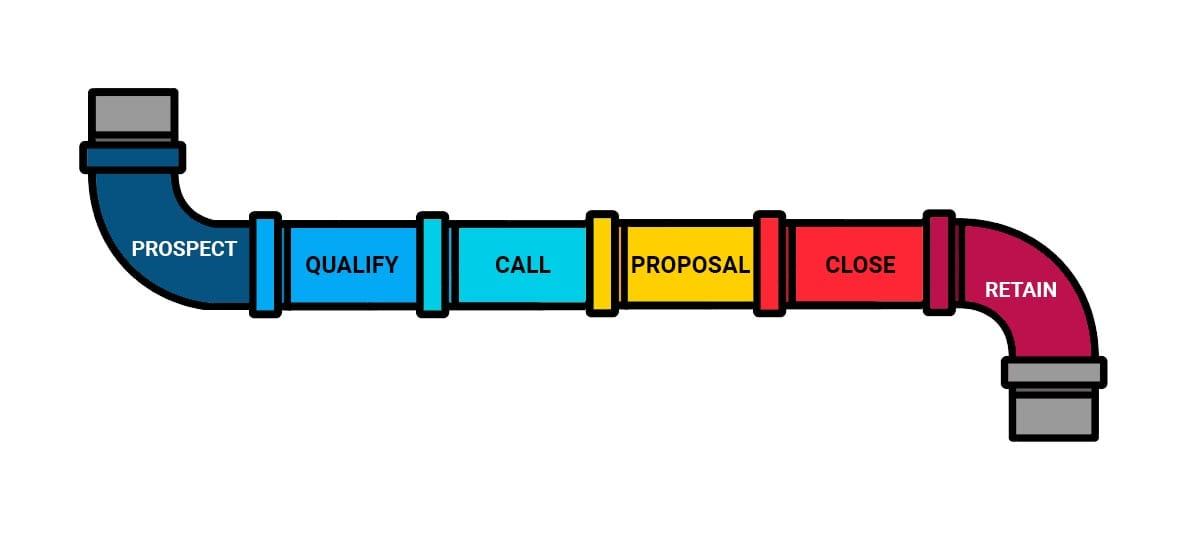 PROSPECT
QUALIFY
CALL
PROPOSAL
CLOSE
RETAIN